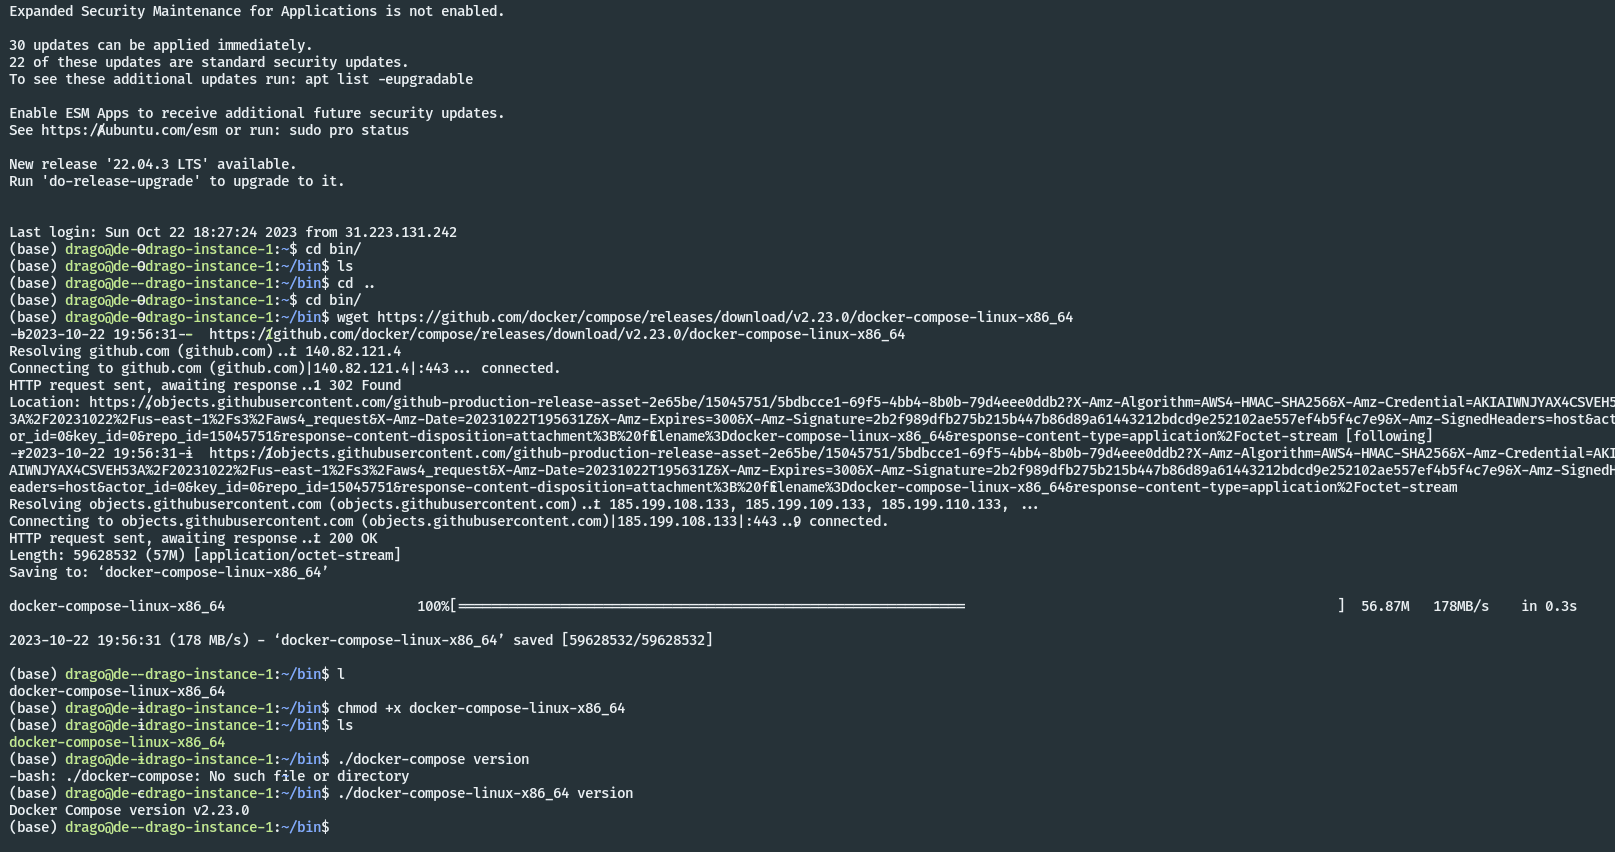 Expanded Security Maintenance for Applications is not enabled.
30 updates can be applied immediately.
22 of these updates are standard security updates.
To see these additional updates run: apt list -eupgradable
Enable ESM Apps to receive additional future security updates.
See https://ubuntu.com/esm or run: sudo pro status
New release '22.04.3 LTS' available.
Run 'do-release-upgrade' to upgrade to it.
Last login: Sun Oct 22 18:27:24 2023 from 31.223.131.242
(base) drago@de--drago-instance-1:~$ cd bin/
(base) drago@de--drago-instance-1:~/bin$ ls
(base) drago@de--drago-instance-1:~/bin$ cd ..
(base) drago@de--drago-instance-1:~$ cd bin/
(base) drago@de--drago-instance-1:~/bin$ wget https://github.com/docker/compose/releases/download/v2.23.0/docker-compose-linux-x86_64
--2023-10-22 19:56:31--  https://github.com/docker/compose/releases/download/v2.23.0/docker-compose-linux-x86_64
Resolving github.com (github.com)... 140.82.121.4
Connecting to github.com (github.com)|140.82.121.4|:443... connected.
HTTP request sent, awaiting response... 302 Found
Location: https://objects.githubusercontent.com/github-production-release-asset-2e65be/15045751/5bdbcce1-69f5-4bb4-8b0b-79d4eee0ddb2?X-Amz-Algorithm=AWS4-HMAC-SHA256&X-Amz-Credential=AKIAIWNJYAX4CSVEH5
3A%2F20231022%2Fus-east-1%2Fs3%2Faws4_request&X-Amz-Date=20231022T195631Z&X-Amz-Expires=300&X-Amz-Signature=2b2f989dfb275b215b447b86d89a61443212bdcd9e252102ae557ef4b5f4c7e9&X-Amz-SignedHeaders=host&act
or_id=0&key_id=0&repo_id=15045751&response-content-disposition=attachment%3B%20filename%3Ddocker-compose-linux-x86_64&response-content-type=application%2Foctet-stream [following]
--2023-10-22 19:56:31--  https://objects.githubusercontent.com/github-production-release-asset-2e65be/15045751/5bdbcce1-69f5-4bb4-8b0b-79d4eee0ddb2?X-Amz-Algorithm=AWS4-HMAC-SHA256&X-Amz-Credential=AKI
AIWNJYAX4CSVEH53A%2F20231022%2Fus-east-1%2Fs3%2Faws4_request&X-Amz-Date=20231022T195631Z&X-Amz-Expires=300&X-Amz-Signature=2b2f989dfb275b215b447b86d89a61443212bdcd9e252102ae557ef4b5f4c7e9&X-Amz-SignedH
eaders=host&actor_id=0&key_id=0&repo_id=15045751&response-content-disposition=attachment%3B%20filename%3Ddocker-compose-linux-x86_64&response-content-type=application%2Foctet-stream
Resolving objects.githubusercontent.com (objects.githubusercontent.com)... 185.199.108.133, 185.199.109.133, 185.199.110.133, ...
Connecting to objects.githubusercontent.com (objects.githubusercontent.com)|185.199.108.133|:443... connected.
HTTP request sent, awaiting response... 200 OK
Length: 59628532 (57M) [application/octet-stream]
Saving to: ‘docker-compose-linux-x86_64’
docker-compose-linux-x86_64 100%[===============================================================>] 56.87M 178MB/s in 0.3s
2023-10-22 19:56:31 (178 MB/s) - ‘docker-compose-linux-x86_64’ saved [59628532/59628532]
(base) drago@de--drago-instance-1:~/bin$ l
docker-compose-linux-x86_64
(base) drago@de--drago-instance-1:~/bin$ chmod +x docker-compose-linux-x86_64
(base) drago@de--drago-instance-1:~/bin$ ls
docker-compose-linux-x86_64
(base) drago@de--drago-instance-1:~/bin$ ./docker-compose version
-bash: ./docker-compose: No such file or directory
(base) drago@de--drago-instance-1:~/bin$ ./docker-compose-linux-x86_64 version
Docker Compose version v2.23.0
(base) drago@de--drago-instance-1:~/bin$